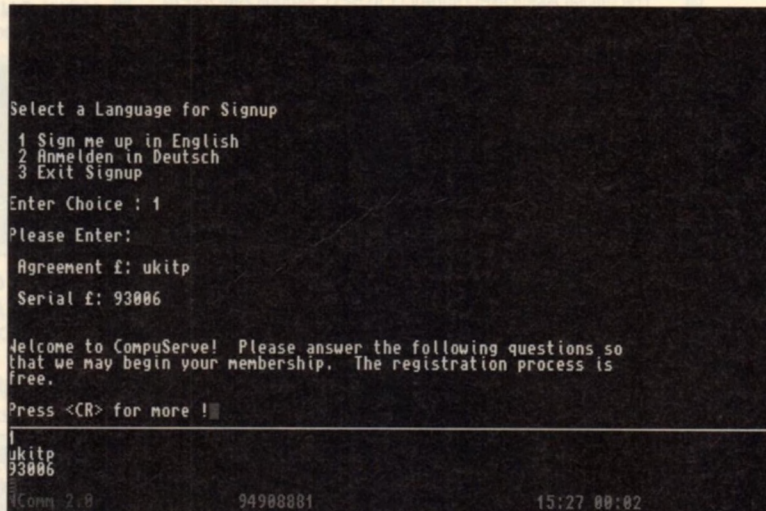 Select a Language for Signup
1 Sign me up in English
2 Anmelden in Deutsch
3 Exit Signup
Enter Choice : 1
Please Enter:
Agreement £: ukitp
Serial £: 93006
Welcome to CompuServe! Please answer the following questions so
that we may begin your membership. The registration process is
free.
Press <CR> for more !
1
ukitp
93006
NComm 2.0 94908881 15:27 00:02